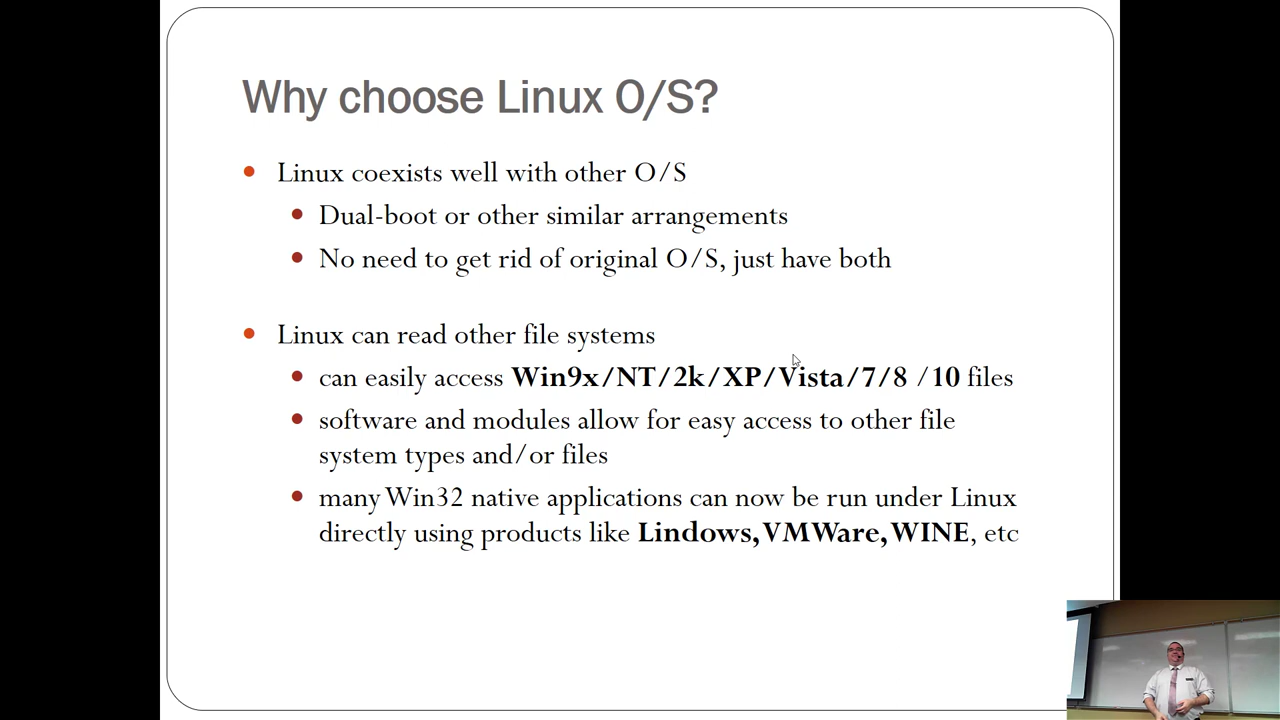 Why choose Linux O/S?
Linux coexists well with other O/S
Dual-boot or other similar arrangements
No need to get rid of original O/S, just have both
Linux can read other file systems
can easily access Win9x/NT/2k/XP/Vista/7/8 /10 files
software and modules allow for easy access to other file
system types and/or files
many Win32 native applications can now be run under Linux
directly using products like Lindows, VMWare, WINE, etc